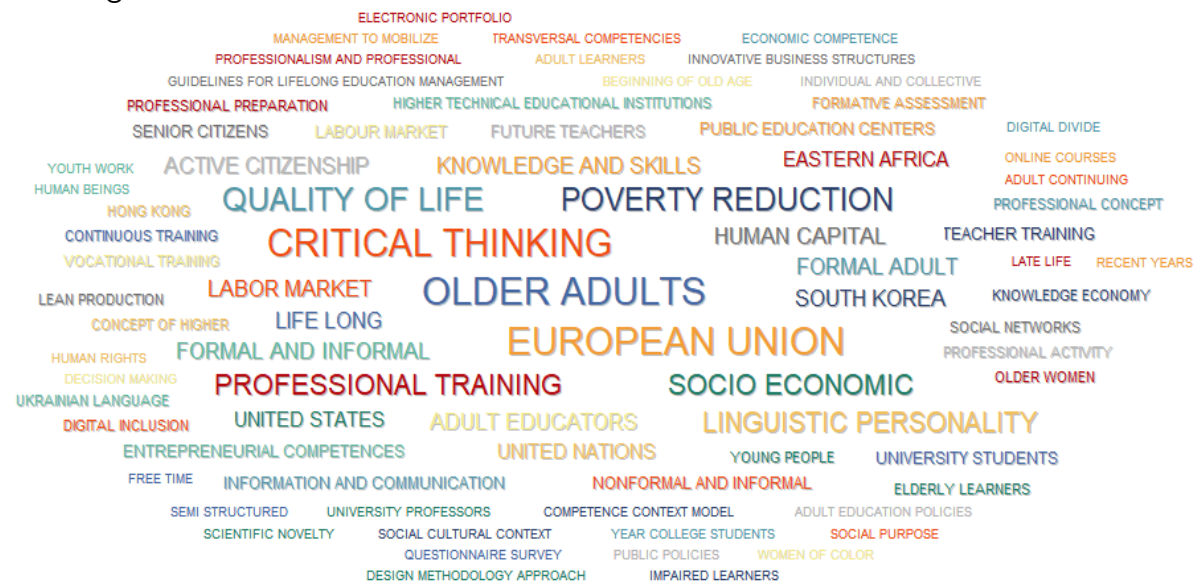 ELECTRONIC PORTFOLIO
MANAGEMENT TO MOBILIZE TRANSVERSAL COMPETENCIES ECONOMIC COMPETENCE
PROFESSIONALISM AND PROFESSIONAL ADULT LEARNERS INNOVATIVE BUSINESS STRUCTURES
GUIDELINES FOR LIFELONG EDUCATION MANAGEMENT BEGINNING OF OLD AGE INDIVIDUAL AND COLLECTIVE
PROFESSIONAL PREPARATION HIGHER TECHNICAL EDUCATIONAL INSTITUTIONS FORMATIVE ASSESSMENT
SENIOR CITIZENS LABOUR MARKET FUTURE TEACHERS PUBLIC EDUCATION CENTERS DIGITAL DIVIDE
YOUTH WORK ACTIVE CITIZENSHIP KNOWLEDGE AND SKILLS EASTERN AFRICA ONLINE COURSES
HUMAN BEINGS ADULT CONTINUING
HONG KONG QUALITY OF LIFE POVERTY REDUCTION PROFESSIONAL CONCEPT
CONTINUOUS TRAINING CRITICAL THINKING HUMAN CAPITAL TEACHER TRAINING
VOCATIONAL TRAINING FORMAL ADULT LATE LIFE RECENT YEARS
LEAN PRODUCTION LABOR MARKET OLDER ADULTS SOUTH KOREA KNOWLEDGE ECONOMY
CONCEPT OF HIGHER LIFE LONG SOCIAL NETWORKS
HUMAN RIGHTS FORMAL AND INFORMAL EUROPEAN UNION PROFESSIONAL ACTIVITY
DECISION MAKING PROFESSIONAL TRAINING SOCIO ECONOMIC OLDER WOMEN
UKRAINIAN LANGUAGE
DIGITAL INCLUSION UNITED STATES ADULT EDUCATORS LINGUISTIC PERSONALITY
ENTREPRENEURIAL COMPETENCES UNITED NATIONS YOUNG PEOPLE UNIVERSITY STUDENTS
FREE TIME INFORMATION AND COMMUNICATION NONFORMAL AND INFORMAL ELDERLY LEARNERS
SEMI STRUCTURED UNIVERSITY PROFESSORS COMPETENCE CONTEXT MODEL ADULT EDUCATION POLICIES
SCIENTIFIC NOVELTY SOCIAL CULTURAL CONTEXT YEAR COLLEGE STUDENTS SOCIAL PURPOSE
QUESTIONNAIRE SURVEY PUBLIC POLICIES WOMEN OF COLOR
DESIGN METHODOLOGY APPROACH IMPAIRED LEARNERS